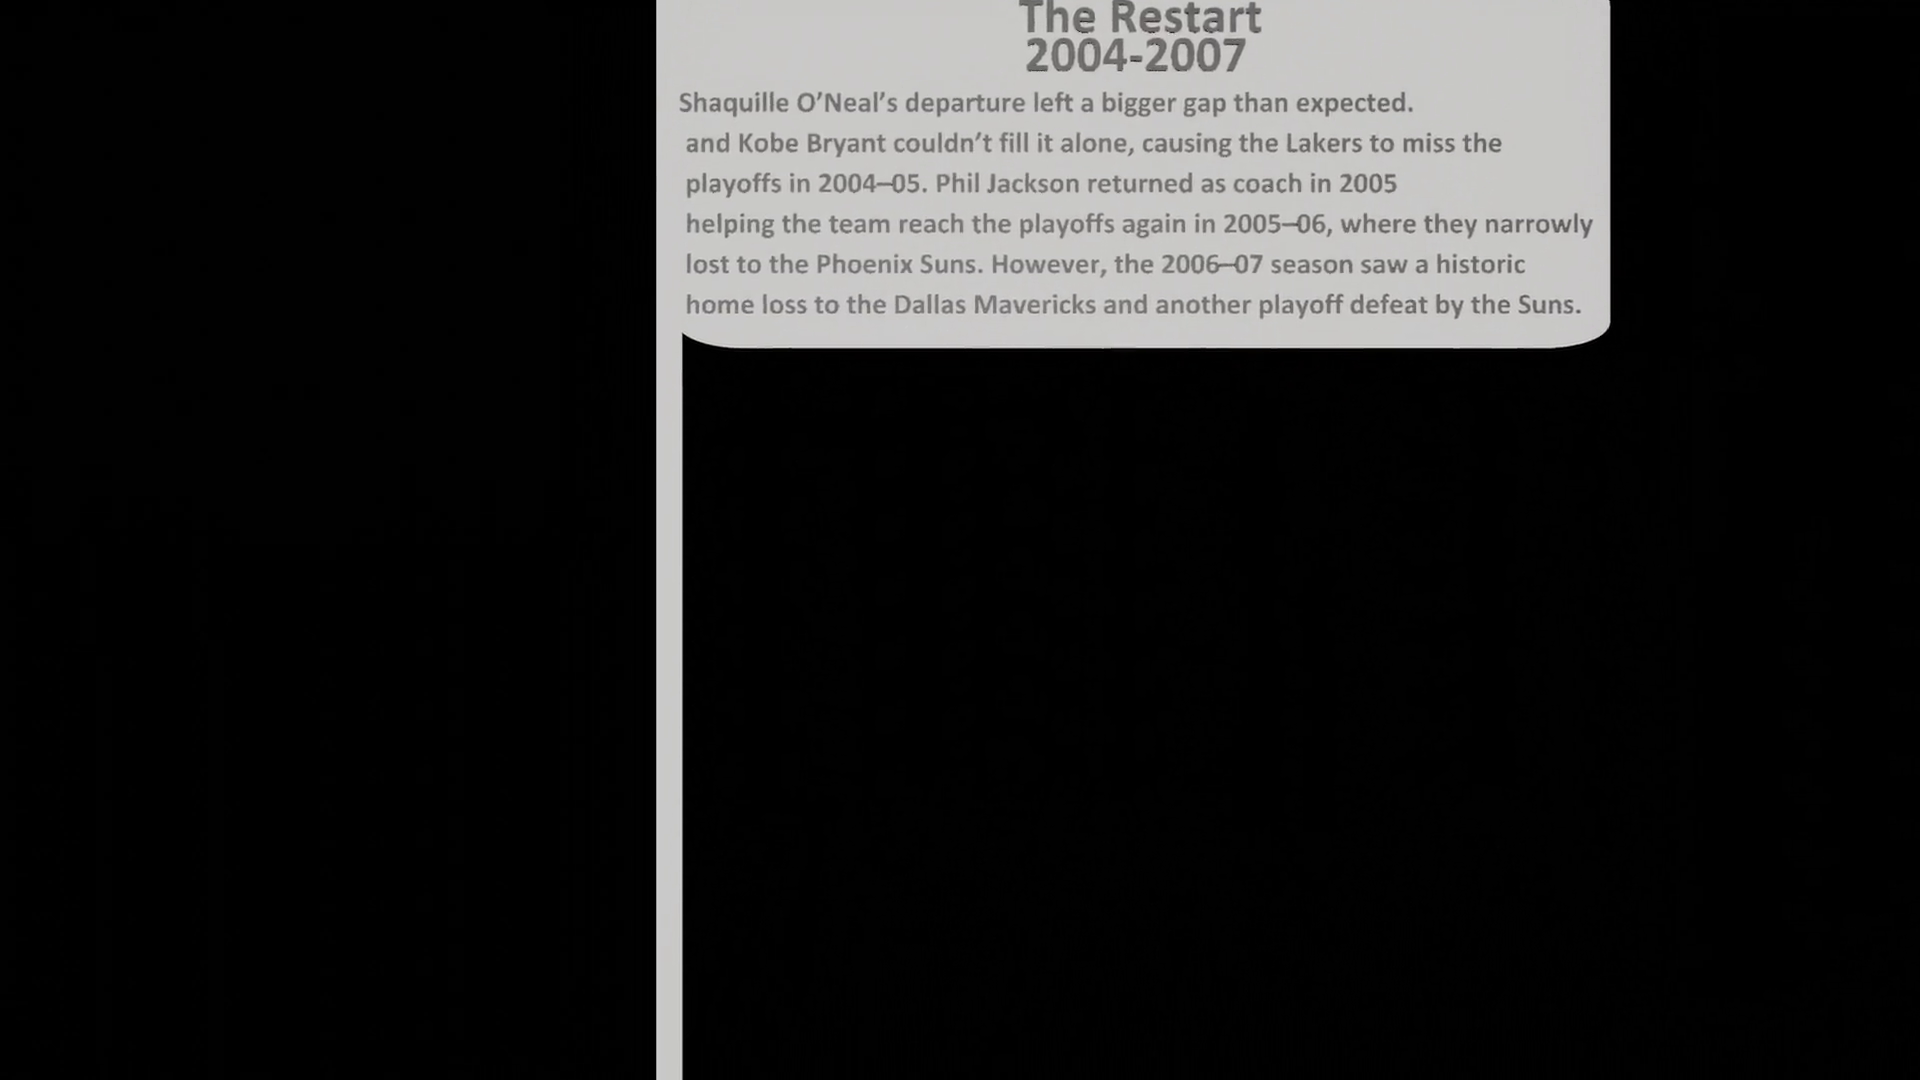 The Restart
2004-2007
Shaquille O’Neal’s departure left a bigger gap than expected.
and Kobe Bryant couldn’t fill it alone, causing the Lakers to miss the
playoffs in 2004–05. Phil Jackson returned as coach in 2005
helping the team reach the playoffs again in 2005–06, where they narrowly
lost to the Phoenix Suns. However, the 2006–07 season saw a historic
home loss to the Dallas Mavericks and another playoff defeat by the Suns.